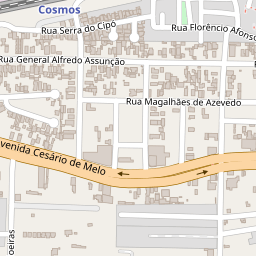 Cosmos
Rua Serra do Cipó
Rua Florêncio Afonso
Rua General Alfredo Assunção
Rua Magalhães de Azevedo
venida Cesário de Melo
oeiras